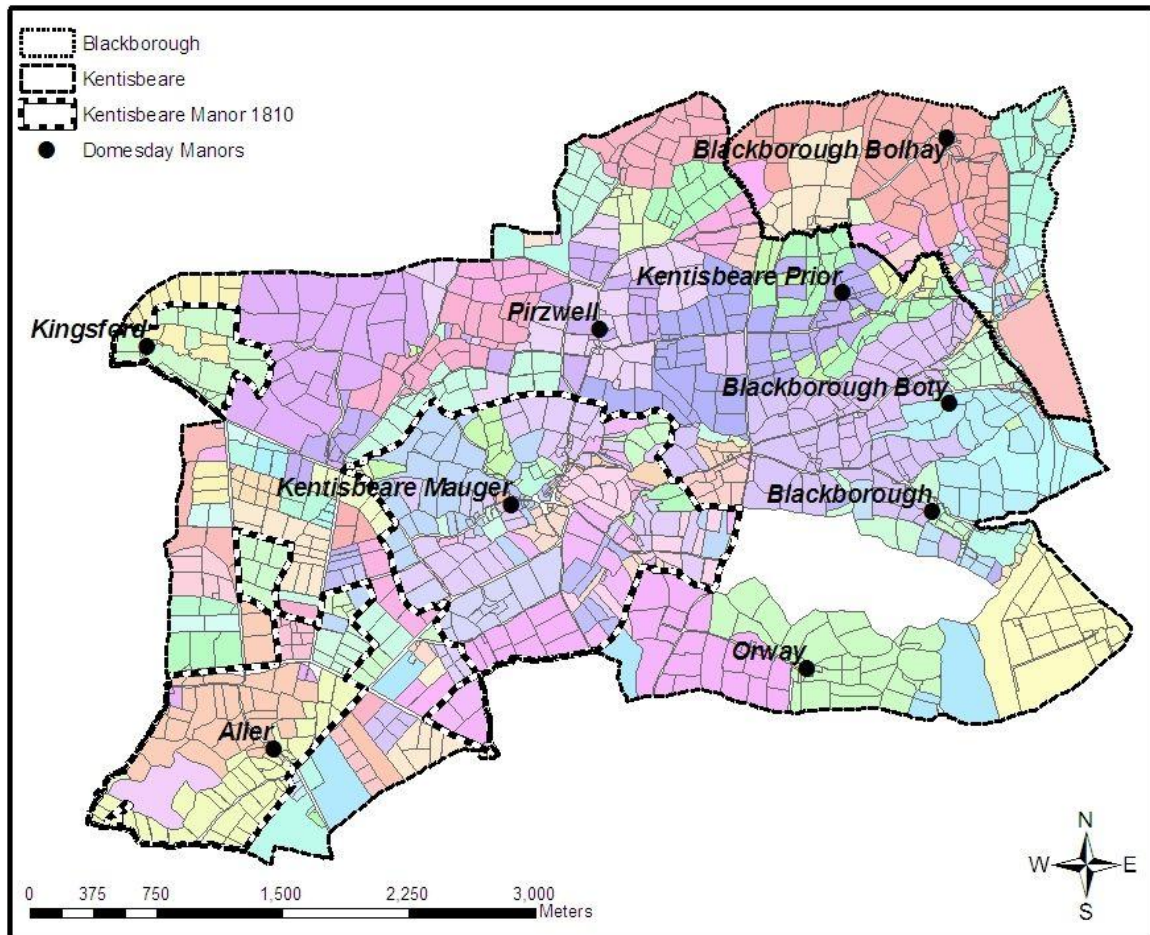 Blackborough
Kentisbeare
Kentisbeare Manor 1810
Domesday Manors
Blackborough Bolhay
Kentisbeare Prior
Pirzwell
Kingsford
Blackborough Boty
Kentisbeare Mauger
Blackborough
Orway
Aller
N
W E
S
0 375 750 1,500 2,250 3,000
Meters